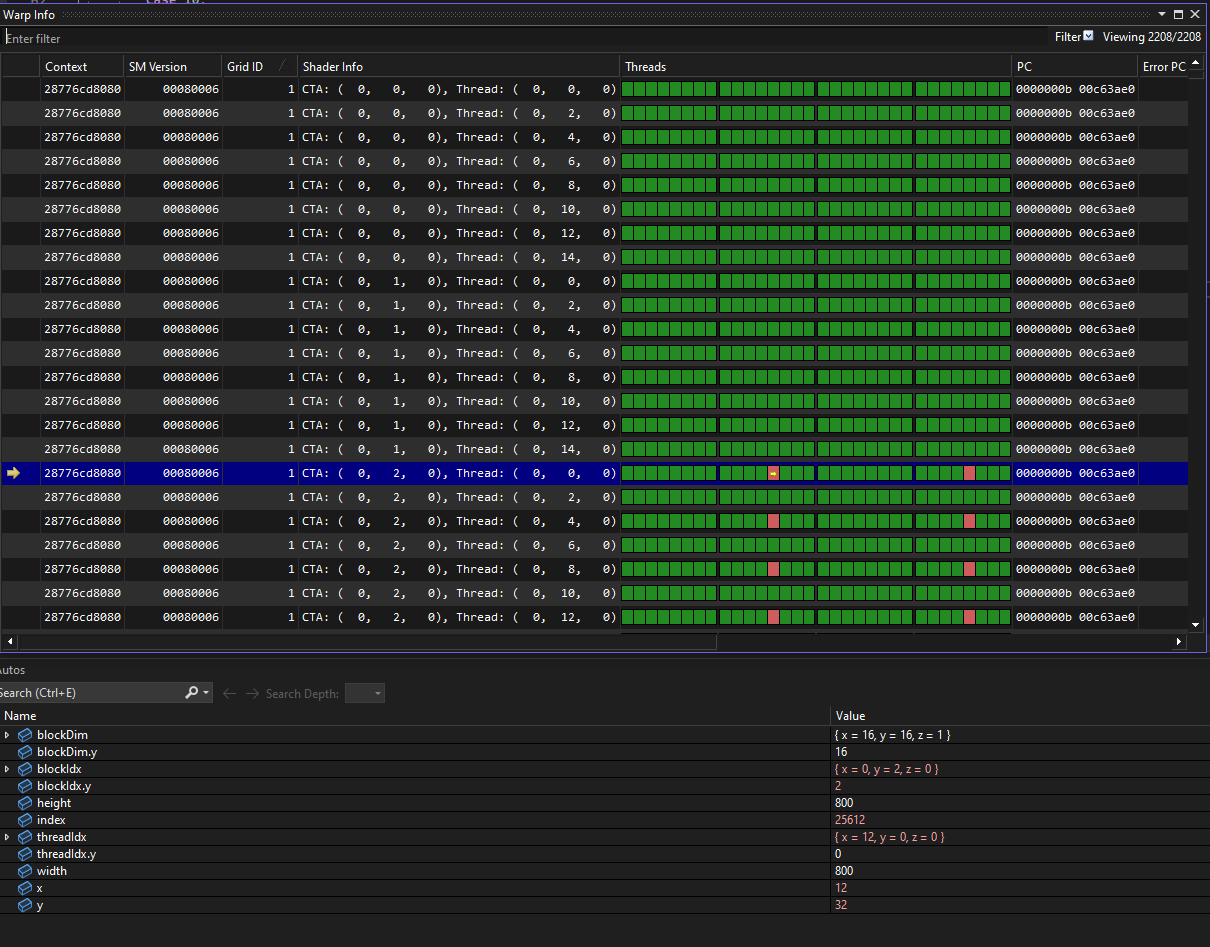 Warp Info
Enter filter
Filter Viewing 2208/2208
Context SM Version Grid ID Shader Info Threads PC Error PC
28776cd8080 00080006 1 CTA: ( 0, 0, 0), Thread: ( 0, 0, 0) 0000000b 00c63ae0
28776cd8080 00080006 1 CTA: ( 0, 0, 0), Thread: ( 0, 2, 0) 0000000b 00c63ae0
28776cd8080 00080006 1 CTA: ( 0, 0, 0), Thread: ( 0, 4, 0) 0000000b 00c63ae0
28776cd8080 00080006 1 CTA: ( 0, 0, 0), Thread: ( 0, 6, 0) 0000000b 00c63ae0
28776cd8080 00080006 1 CTA: ( 0, 0, 0), Thread: ( 0, 8, 0) 0000000b 00c63ae0
28776cd8080 00080006 1 CTA: ( 0, 0, 0), Thread: ( 0, 10, 0) 0000000b 00c63ae0
28776cd8080 00080006 1 CTA: ( 0, 0, 0), Thread: ( 0, 12, 0) 0000000b 00c63ae0
28776cd8080 00080006 1 CTA: ( 0, 0, 0), Thread: ( 0, 14, 0) 0000000b 00c63ae0
28776cd8080 00080006 1 CTA: ( 0, 1, 0), Thread: ( 0, 0, 0) 0000000b 00c63ae0
28776cd8080 00080006 1 CTA: ( 0, 1, 0), Thread: ( 0, 2, 0) 0000000b 00c63ae0
28776cd8080 00080006 1 CTA: ( 0, 1, 0), Thread: ( 0, 4, 0) 0000000b 00c63ae0
28776cd8080 00080006 1 CTA: ( 0, 1, 0), Thread: ( 0, 6, 0) 0000000b 00c63ae0
28776cd8080 00080006 1 CTA: ( 0, 1, 0), Thread: ( 0, 8, 0) 0000000b 00c63ae0
28776cd8080 00080006 1 CTA: ( 0, 1, 0), Thread: ( 0, 10, 0) 0000000b 00c63ae0
28776cd8080 00080006 1 CTA: ( 0, 1, 0), Thread: ( 0, 12, 0) 0000000b 00c63ae0
28776cd8080 00080006 1 CTA: ( 0, 1, 0), Thread: ( 0, 14, 0) 0000000b 00c63ae0
28776cd8080 00080006 1 CTA: ( 0, 2, 0), Thread: ( 0, 0, 0) 0000000b 00c63ae0
28776cd8080 00080006 1 CTA: ( 0, 2, 0), Thread: ( 0, 2, 0) 0000000b 00c63ae0
28776cd8080 00080006 1 CTA: ( 0, 2, 0), Thread: ( 0, 4, 0) 0000000b 00c63ae0
28776cd8080 00080006 1 CTA: ( 0, 2, 0), Thread: ( 0, 6, 0) 0000000b 00c63ae0
28776cd8080 00080006 1 CTA: ( 0, 2, 0), Thread: ( 0, 8, 0) 0000000b 00c63ae0
28776cd8080 00080006 1 CTA: ( 0, 2, 0), Thread: ( 0, 10, 0) 0000000b 00c63ae0
28776cd8080 00080006 1 CTA: ( 0, 2, 0), Thread: ( 0, 12, 0) 0000000b 00c63ae0
Autos
Search (Ctrl+E) Search Depth:
Name Value
blockDim { x = 16, y = 16, z = 1 }
blockDim.y 16
blockIdx { x = 0, y = 2, z = 0 }
blockIdx.y 2
height 800
index 25612
threadIdx { x = 12, y = 0, z = 0 }
threadIdx.y 0
width 800
x 12
y 32